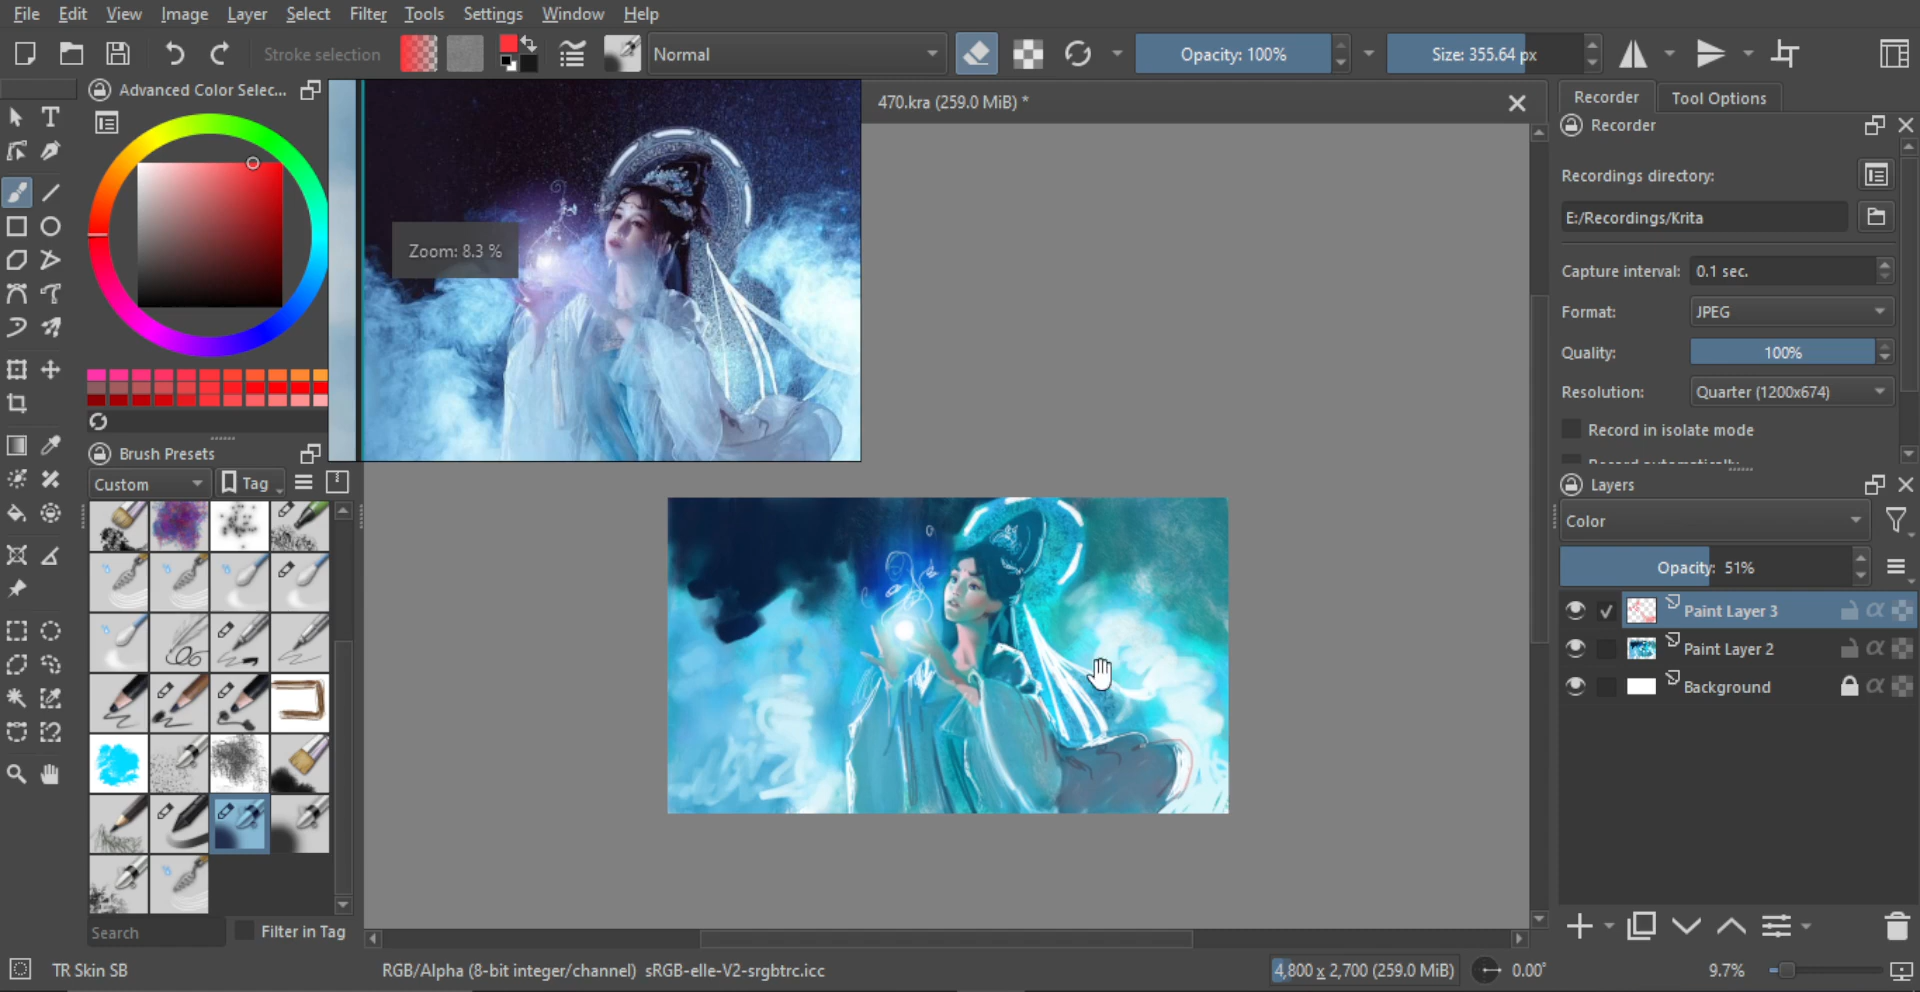 File Edit View Image Layer Select Filter Tools Settings Window Help
Stroke selection
Normal
Opacity: 100%
Size: 355.64 px
Advanced Color Selec...
470.kra (259.0 MiB) *
Recorder
Tool Options
Recorder
Recordings directory:
E:/Recordings/Krita
Zoom: 8.3 %
Capture interval:
0.1 sec.
Format:
JPEG
Quality:
100%
Resolution:
Quarter (1200x674)
Record in isolate mode
Record automatically
Brush Presets
Custom
Tag
Layers
Color
Opacity: 51%
Paint Layer 3
Paint Layer 2
Background
Search
Filter in Tag
TR Skin SB
RGB/Alpha (8-bit integer/channel) sRGB-elle-V2-srgbtrc.icc
4,800 x 2,700 (259.0 MiB)
0.00°
9.7%